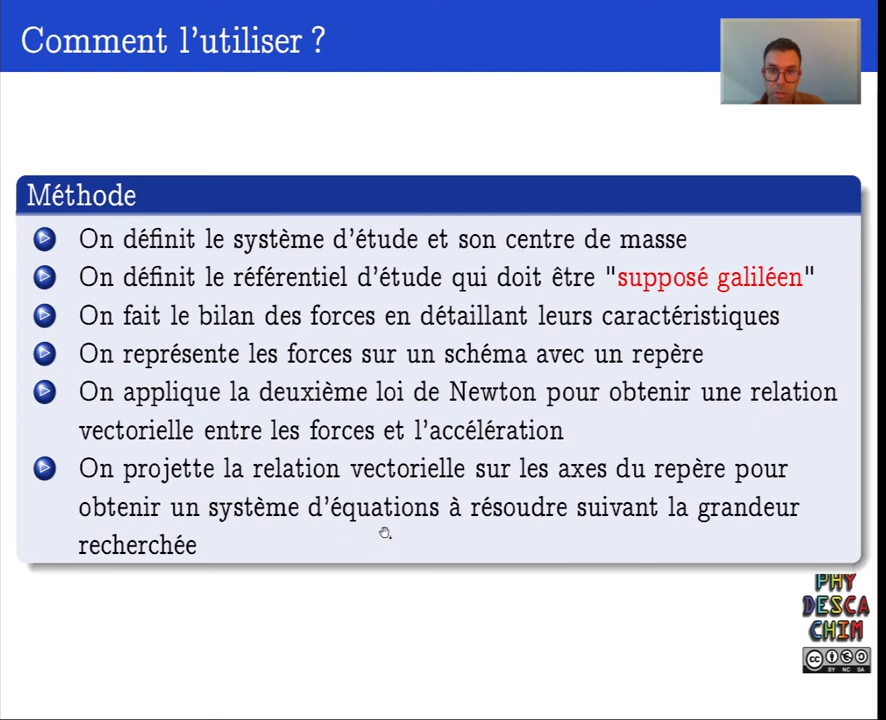 Comment l'utiliser ?
Méthode
On définit le système d'étude et son centre de masse
On définit le référentiel d'étude qui doit être "supposé galiléen"
On fait le bilan des forces en détaillant leurs caractéristiques
On représente les forces sur un schéma avec un repère
On applique la deuxième loi de Newton pour obtenir une relation
vectorielle entre les forces et l'accélération
On projette la relation vectorielle sur les axes du repère pour
obtenir un système d'équations à résoudre suivant la grandeur
recherchée
PHY
DESCA
CHIM
CC
BY NC SA